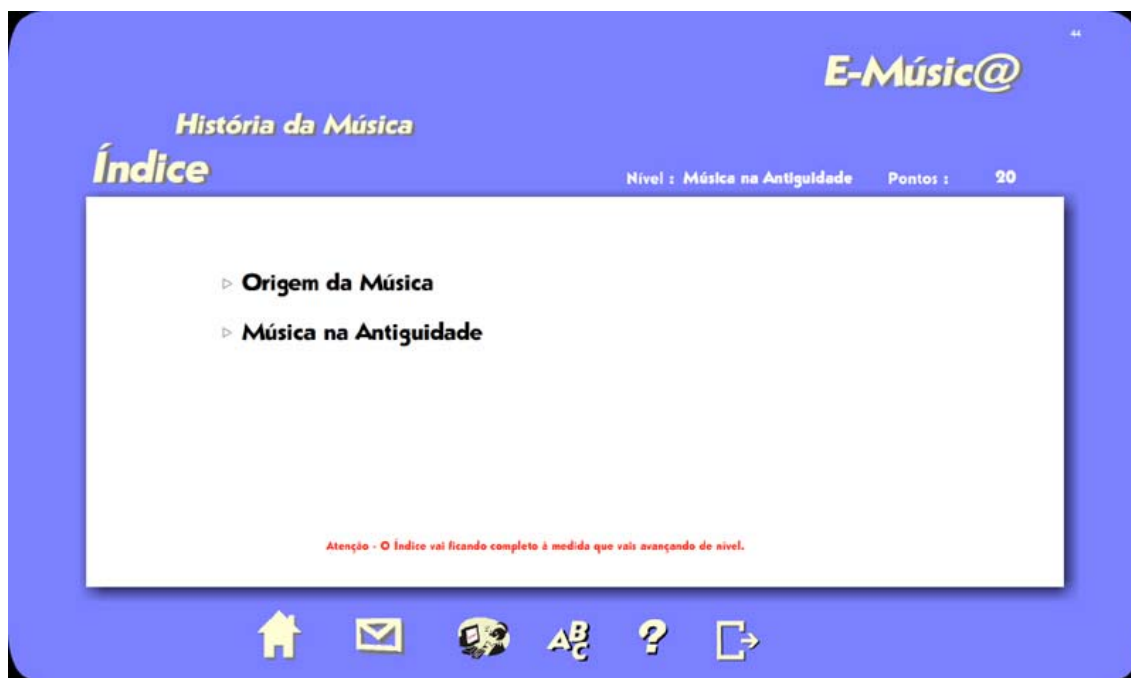 44
E-Músic@
História da Música
Índice
Nível : Música na Antiguidade Pontos : 20
Origem da Música
Música na Antiguidade
Atenção - O Índice vai ficando completo à medida que vais avançando de nível.
ABC
?